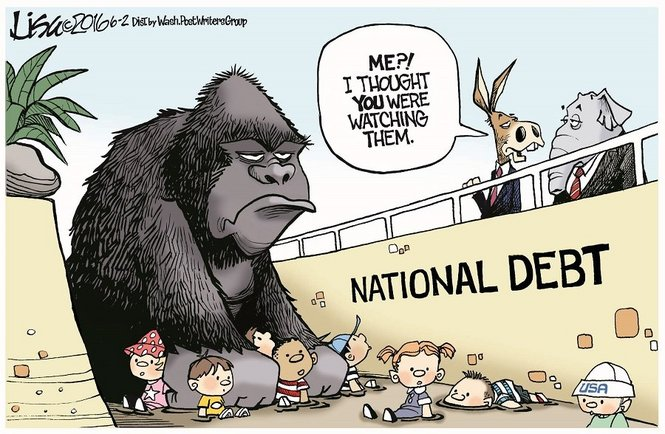 Lisa©2016 6-2 Dist by Wash.Post Writers Group
ME?!
I THOUGHT
YOU WERE
WATCHING
THEM.
NATIONAL DEBT
USA